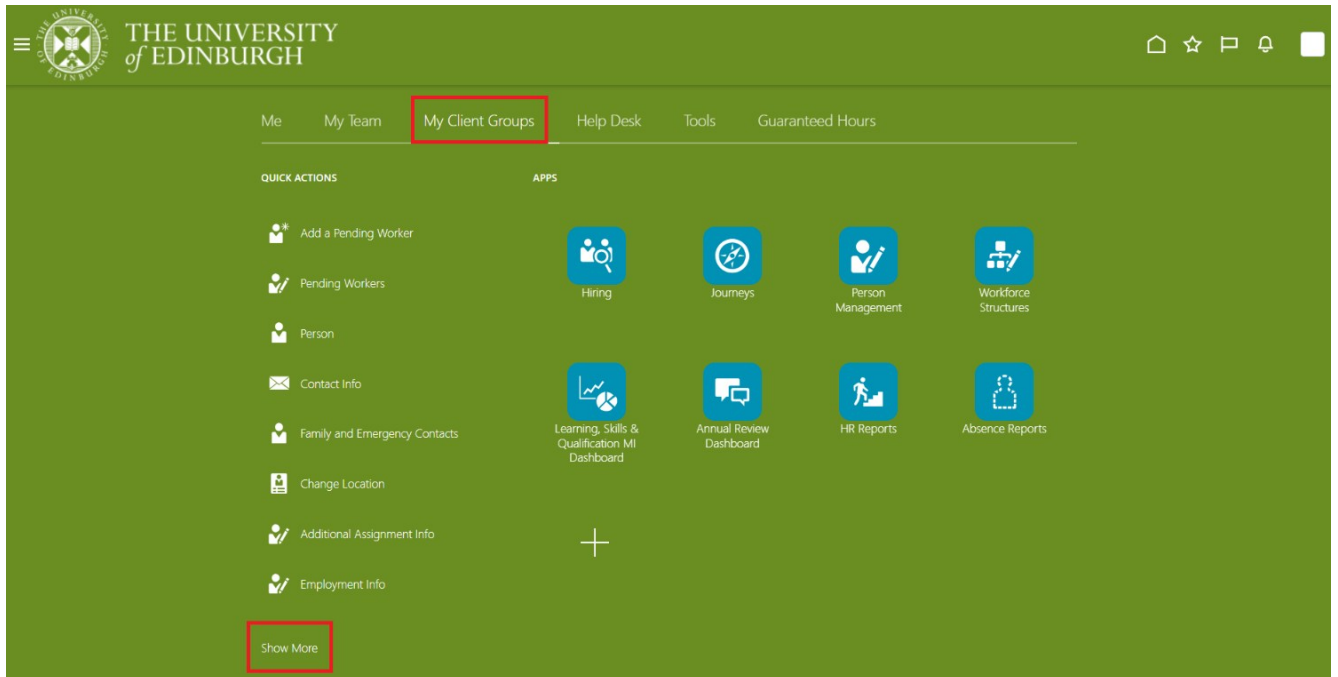 THE UNIVERSITY
of EDINBURGH
Me
My Team
My Client Groups
Help Desk
Tools
Guaranteed Hours
QUICK ACTIONS
Add a Pending Worker
Pending Workers
Person
Contact Info
Family and Emergency Contacts
Change Location
Additional Assignment Info
Employment Info
Show More
APPS
Hiring
Journeys
Person
Management
Workforce
Structures
Learning, Skills &
Qualification MI
Dashboard
Annual Review
Dashboard
HR Reports
Absence Reports